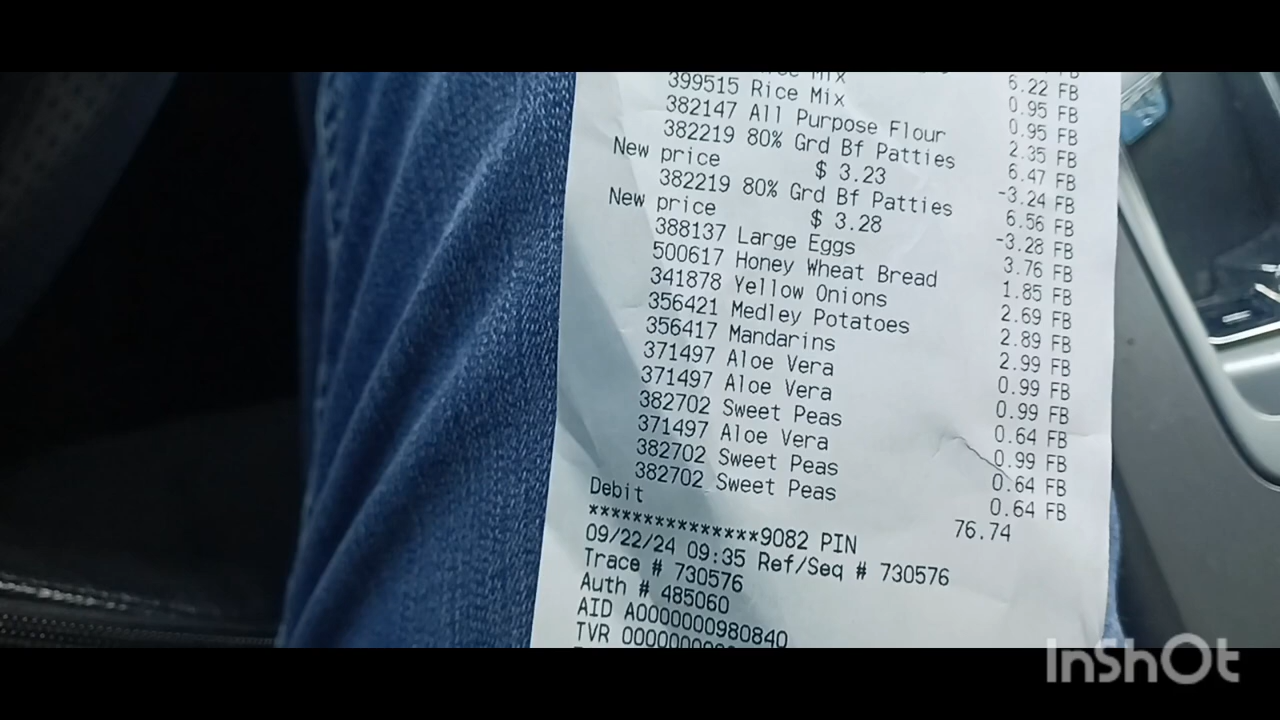 6.22 FB
Mix 0.95 FB
399515 Rice Mix 0.95 FB
382147 All Purpose Flour 2.35 FB
382219 80% Grd Bf Patties 6.47 FB
New price $ 3.23 -3.24 FB
382219 80% Grd Bf Patties 6.56 FB
New price $ 3.28 -3.28 FB
388137 Large Eggs 3.76 FB
500617 Honey Wheat Bread 1.85 FB
341878 Yellow Onions 2.69 FB
356421 Medley Potatoes 2.89 FB
356417 Mandarins 2.99 FB
371497 Aloe Vera 0.99 FB
371497 Aloe Vera 0.99 FB
382702 Sweet Peas 0.64 FB
371497 Aloe Vera 0.99 FB
382702 Sweet Peas 0.64 FB
382702 Sweet Peas 0.64 FB
Debit 76.74
***************9082 PIN
09/22/24 09:35 Ref/Seq # 730576
Trace # 730576
Auth # 485060
AID A0000000980840
TVR
InShOt